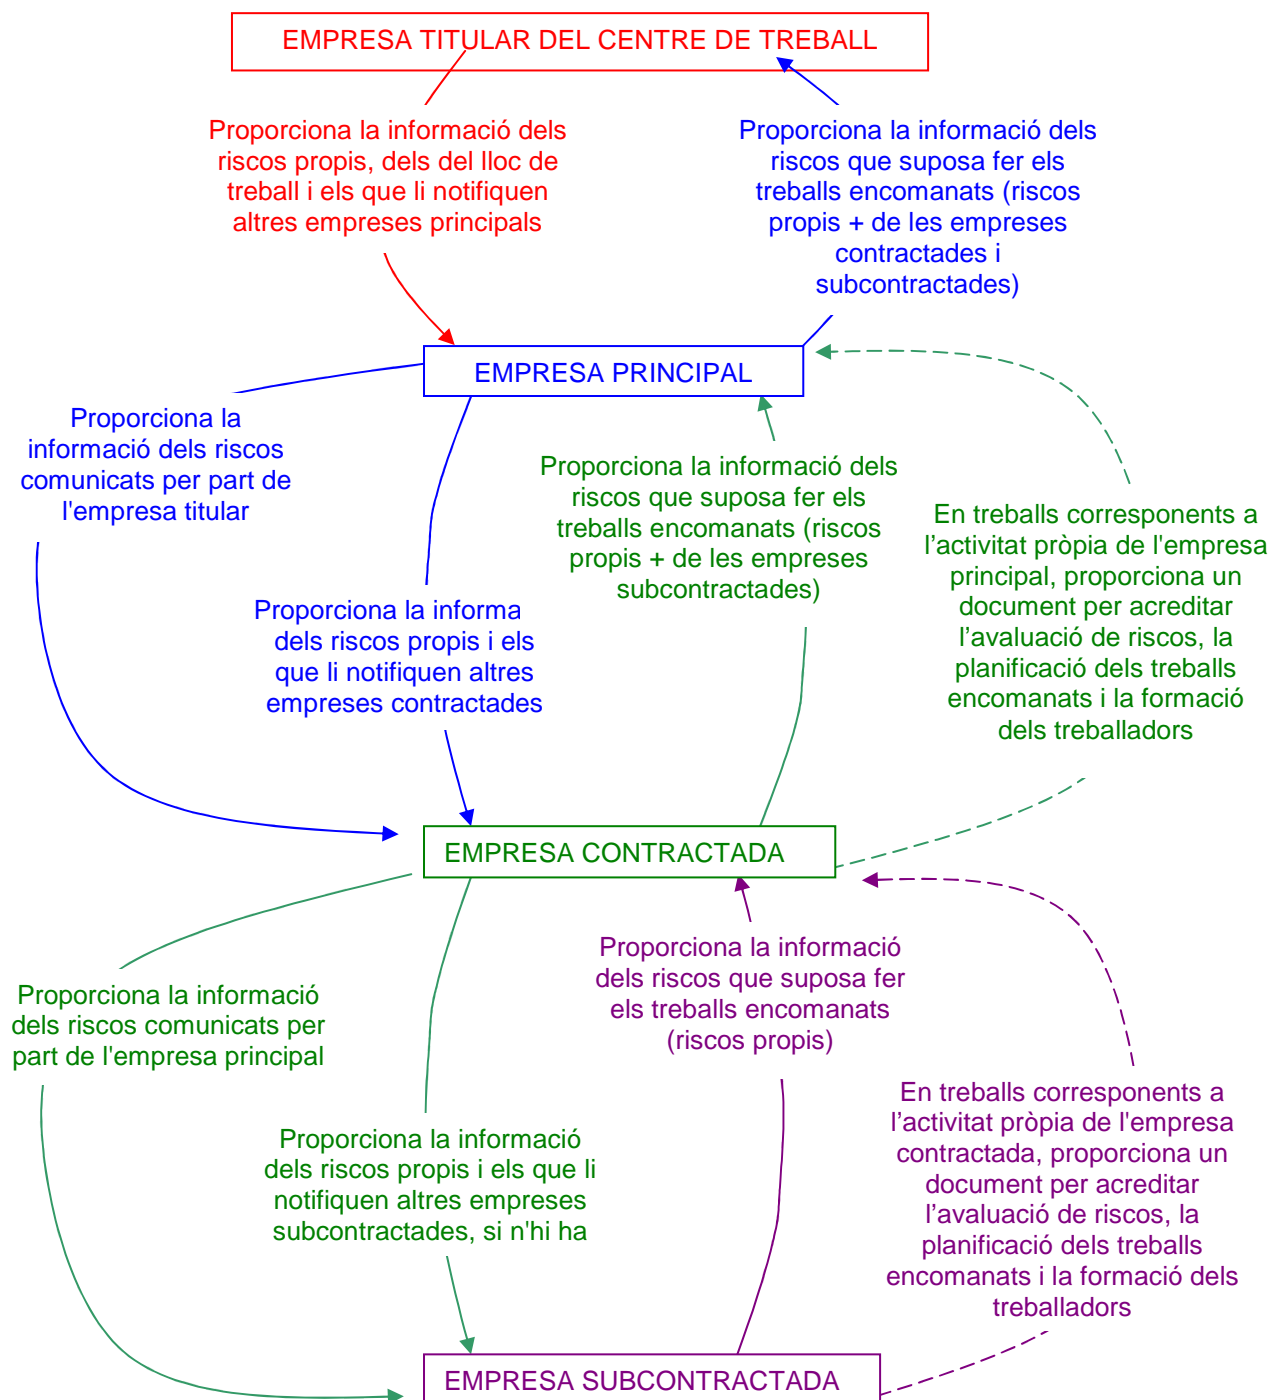 EMPRESA TITULAR DEL CENTRE DE TREBALL
Proporciona la informació dels
riscos propis, dels del lloc de
treball i els que li notifiquen
altres empreses principals
Proporciona la informació dels
riscos que suposa fer els
treballs encomanats (riscos
propis + de les empreses
contractades i
subcontractades)
EMPRESA PRINCIPAL
Proporciona la
informació dels riscos
comunicats per part de
l'empresa titular
Proporciona la informa
dels riscos propis i els
que li notifiquen altres
empreses contractades
Proporciona la informació dels
riscos que suposa fer els
treballs encomanats (riscos
propis + de les empreses
subcontractades)
En treballs corresponents a
l’activitat pròpia de l'empresa
principal, proporciona un
document per acreditar
l’avaluació de riscos, la
planificació dels treballs
encomanats i la formació
dels treballadors
EMPRESA CONTRACTADA
Proporciona la informació
dels riscos comunicats per
part de l'empresa principal
Proporciona la informació
dels riscos propis i els que li
notifiquen altres empreses
subcontractades, si n'hi ha
Proporciona la informació
dels riscos que suposa fer
els treballs encomanats
(riscos propis)
En treballs corresponents a
l’activitat pròpia de l'empresa
contractada, proporciona un
document per acreditar
l’avaluació de riscos, la
planificació dels treballs
encomanats i la formació dels
treballadors
EMPRESA SUBCONTRACTADA